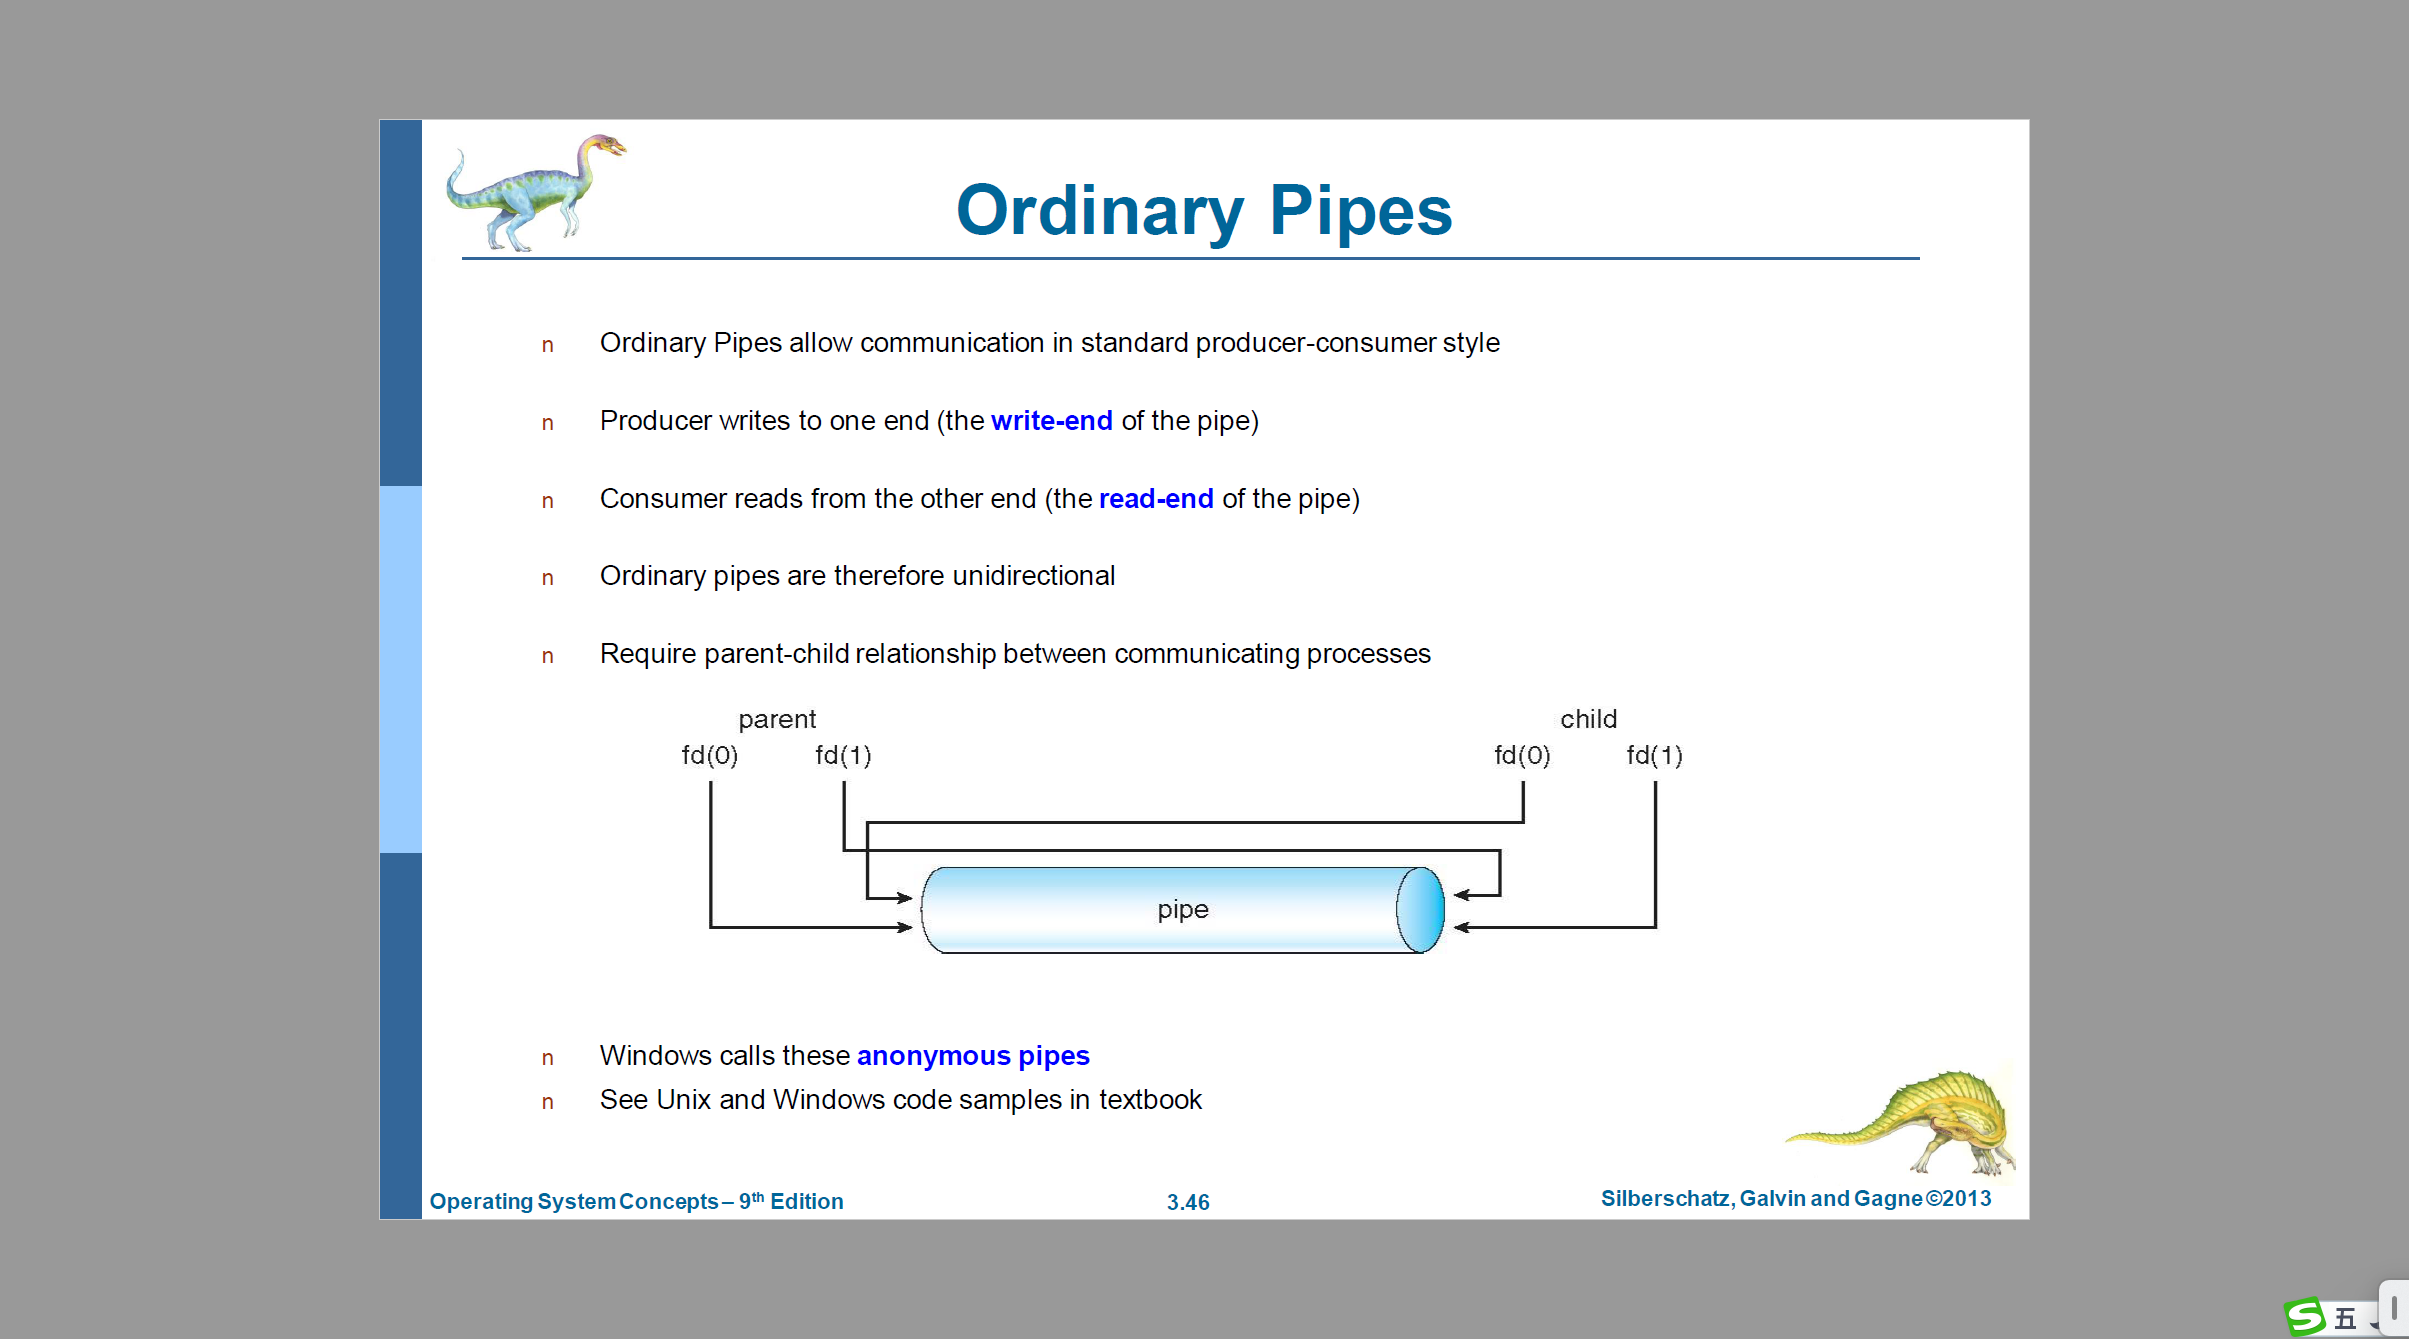 Ordinary Pipes
n Ordinary Pipes allow communication in standard producer-consumer style
n Producer writes to one end (the write-end of the pipe)
n Consumer reads from the other end (the read-end of the pipe)
n Ordinary pipes are therefore unidirectional
n Require parent-child relationship between communicating processes
parent child
fd(0) fd(1) fd(0) fd(1)
pipe
n Windows calls these anonymous pipes
n See Unix and Windows code samples in textbook
Operating System Concepts – 9th Edition 3.46 Silberschatz, Galvin and Gagne ©2013
S 五